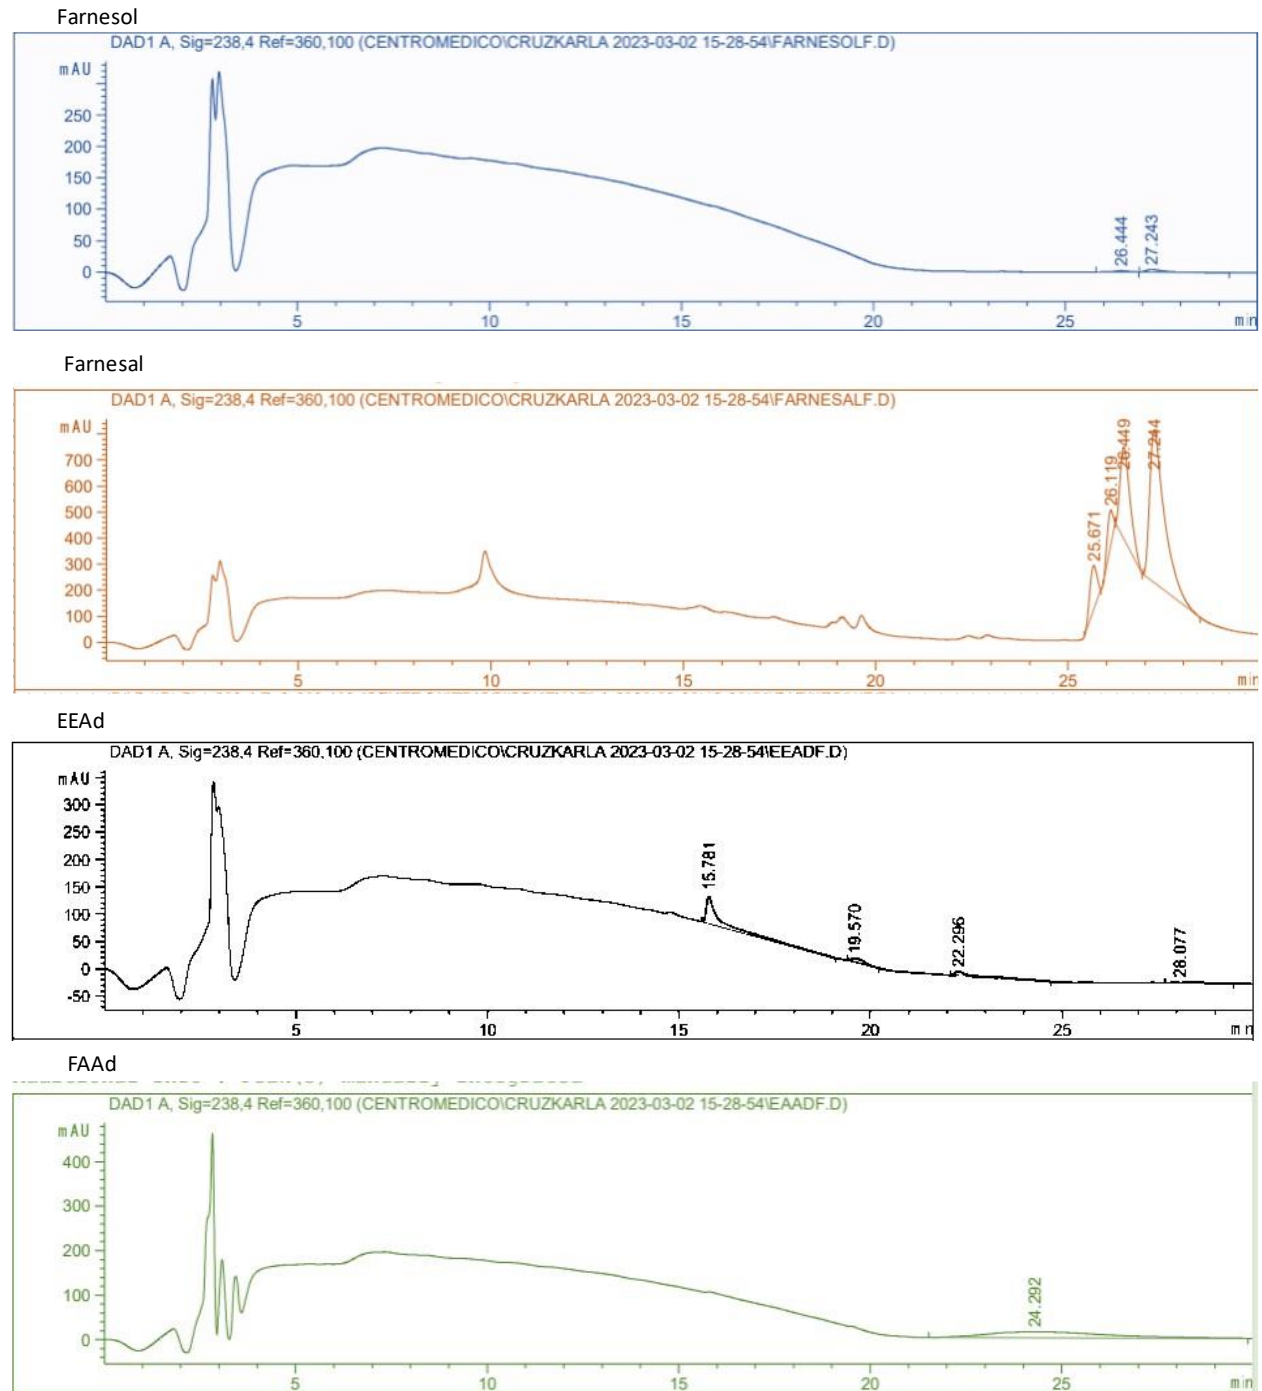 Farnesol
DAD1 A, Sig=238,4 Ref=360,100 (CENTROMEDICO\CRUZKARLA 2023-03-02 15-28-54\FARNESOLF.D)
mAU
250
200
150
100
50
0
26.444
27.243
5 10 15 20 25 min
Farnesal
DAD1 A, Sig=238,4 Ref=360,100 (CENTROMEDICO\CRUZKARLA 2023-03-02 15-28-54\FARNESALF.D)
mAU
700
600
500
400
300
200
100
0
25.671
26.119
26.449
27.244
5 10 15 20 25 min
EEAd
DAD1 A, Sig=238,4 Ref=360,100 (CENTROMEDICO\CRUZKARLA 2023-03-02 15-28-54\EEADF.D)
mAU
300
250
200
150
100
50
0
-50
15.781
19.570
22.296
28.077
5 10 15 20 25 min
FAAd
DAD1 A, Sig=238,4 Ref=360,100 (CENTROMEDICO\CRUZKARLA 2023-03-02 15-28-54\EAADF.D)
mAU
400
300
200
100
0
24.292
5 10 15 20 25 min